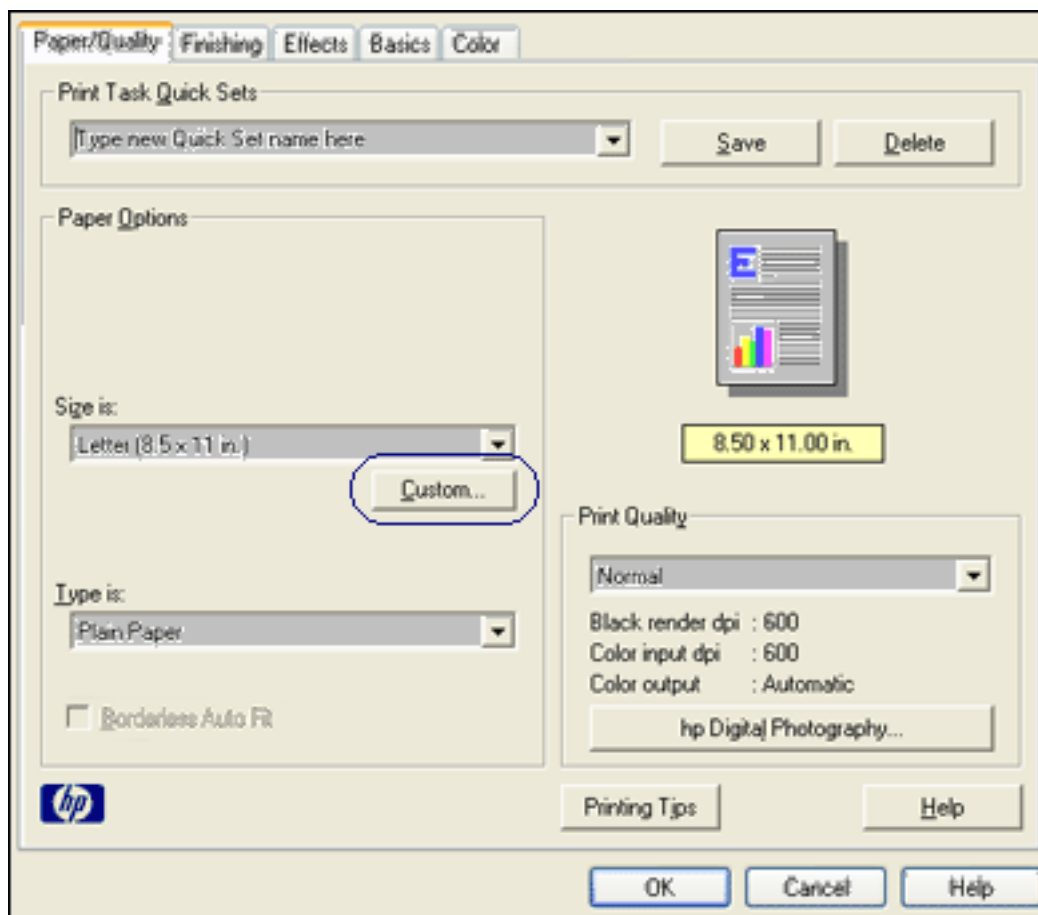 Paper/Quality Finishing Effects Basics Color
Print Task Quick Sets
Type new Quick Set name here Save Delete
Paper Options
E
Size is:
Letter (8.5 x 11 in.)
8.50 x 11.00 in.
Custom...
Print Quality
Normal
Type is:
Plain Paper
Black render dpi : 600
Color input dpi : 600
Color output : Automatic
Borderless Auto Fit
hp Digital Photography...
hp
Printing Tips Help
OK Cancel Help